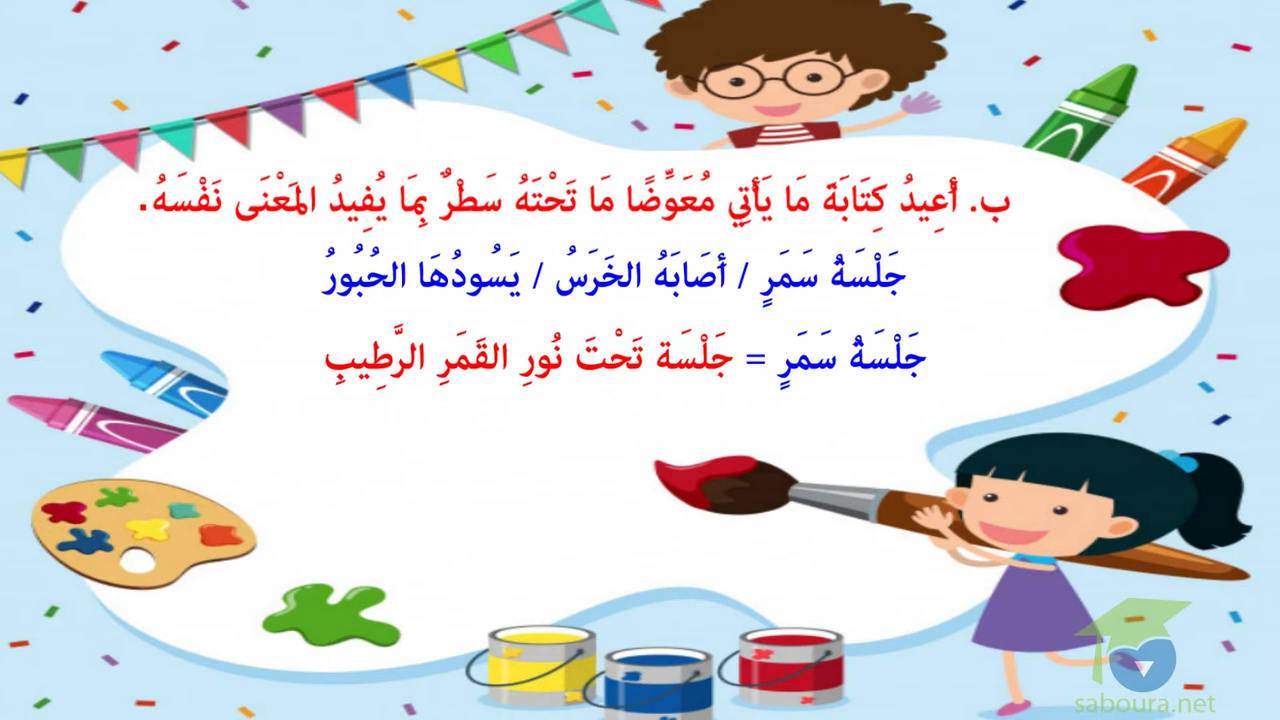 ب. أُعِيدُ كِتَابَةَ مَا يَأْتِي مُعَوِّضًا مَا تَحْتَهُ سَطْرٌ بِمَا يُفِيدُ المَعْنَى نَفْسَهُ.
جَلْسَةُ سَمَرٍ / أَصَابَهُ الخَرَسُ / يَسُودُهَا الحُبُورُ
جَلْسَةُ سَمَرٍ = جَلْسَة تَحْتَ نُورِ القَمَرِ الرَّطِيبِ
saboura.net